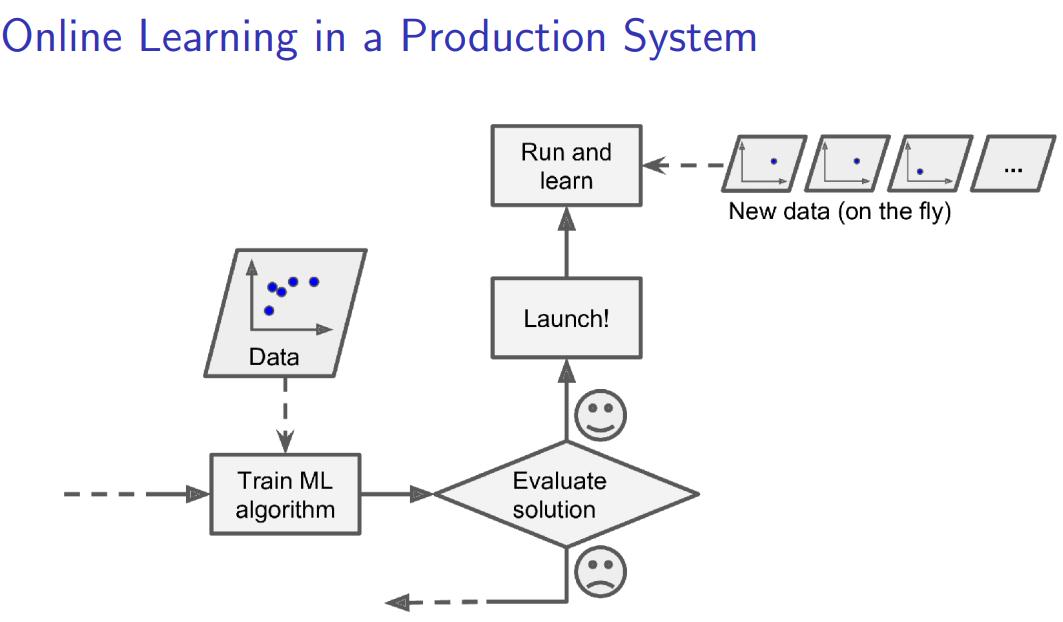 Online Learning in a Production System
Run and
learn
...
New data (on the fly)
Launch!
Data
Train ML
algorithm
Evaluate
solution